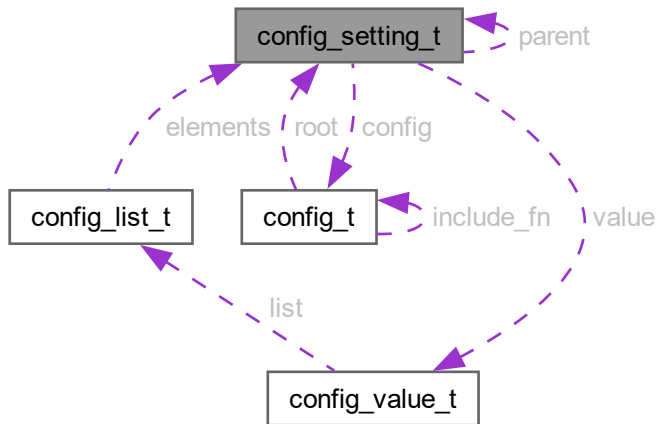 config_setting_t
parent
elements
root
config
config_list_t
config_t
include_fn
value
list
config_value_t